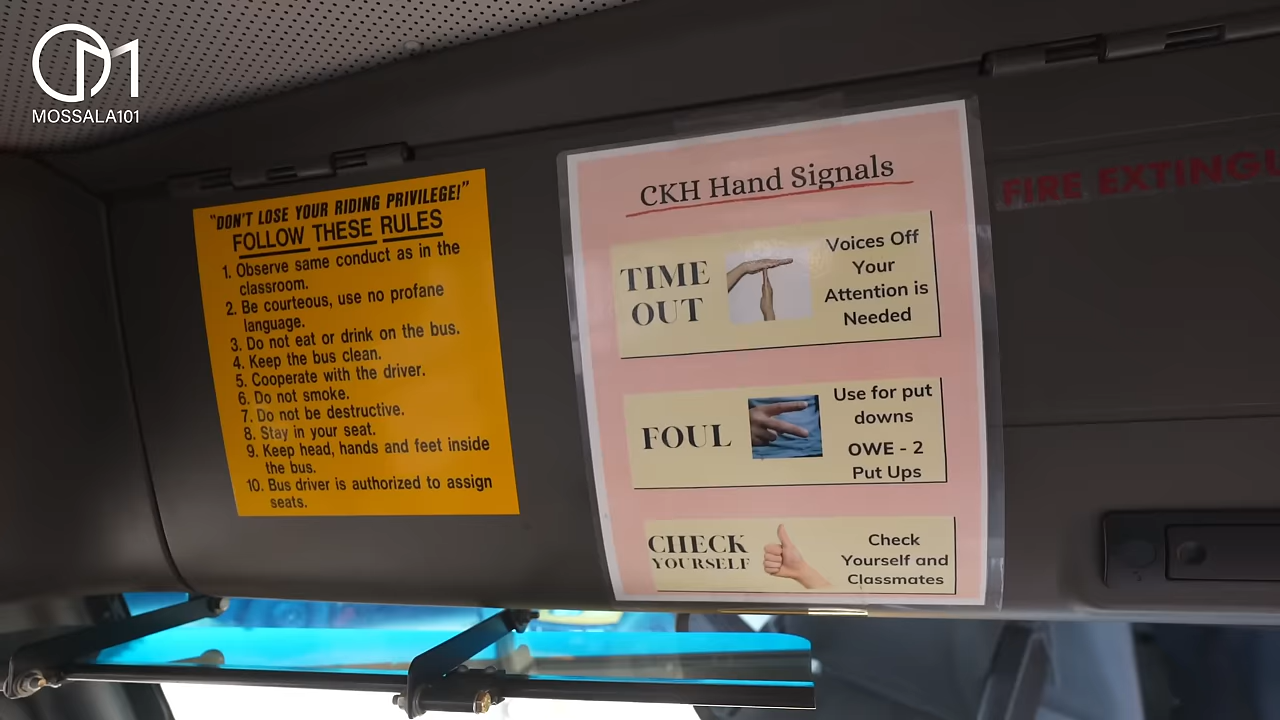 MOSSALA101
"DON'T LOSE YOUR RIDING PRIVILEGE!"
FOLLOW THESE RULES
1. Observe same conduct as in the
classroom.
2. Be courteous, use no profane
language.
3. Do not eat or drink on the bus.
4. Keep the bus clean.
5. Cooperate with the driver.
6. Do not smoke.
7. Do not be destructive.
8. Stay in your seat.
9. Keep head, hands and feet inside
the bus.
10. Bus driver is authorized to assign
seats.
CKH Hand Signals
TIME
OUT
Voices Off
Your
Attention is
Needed
FOUL
Use for put
downs
OWE - 2
Put Ups
CHECK
YOURSELF
Check
Yourself and
Classmates
FIRE